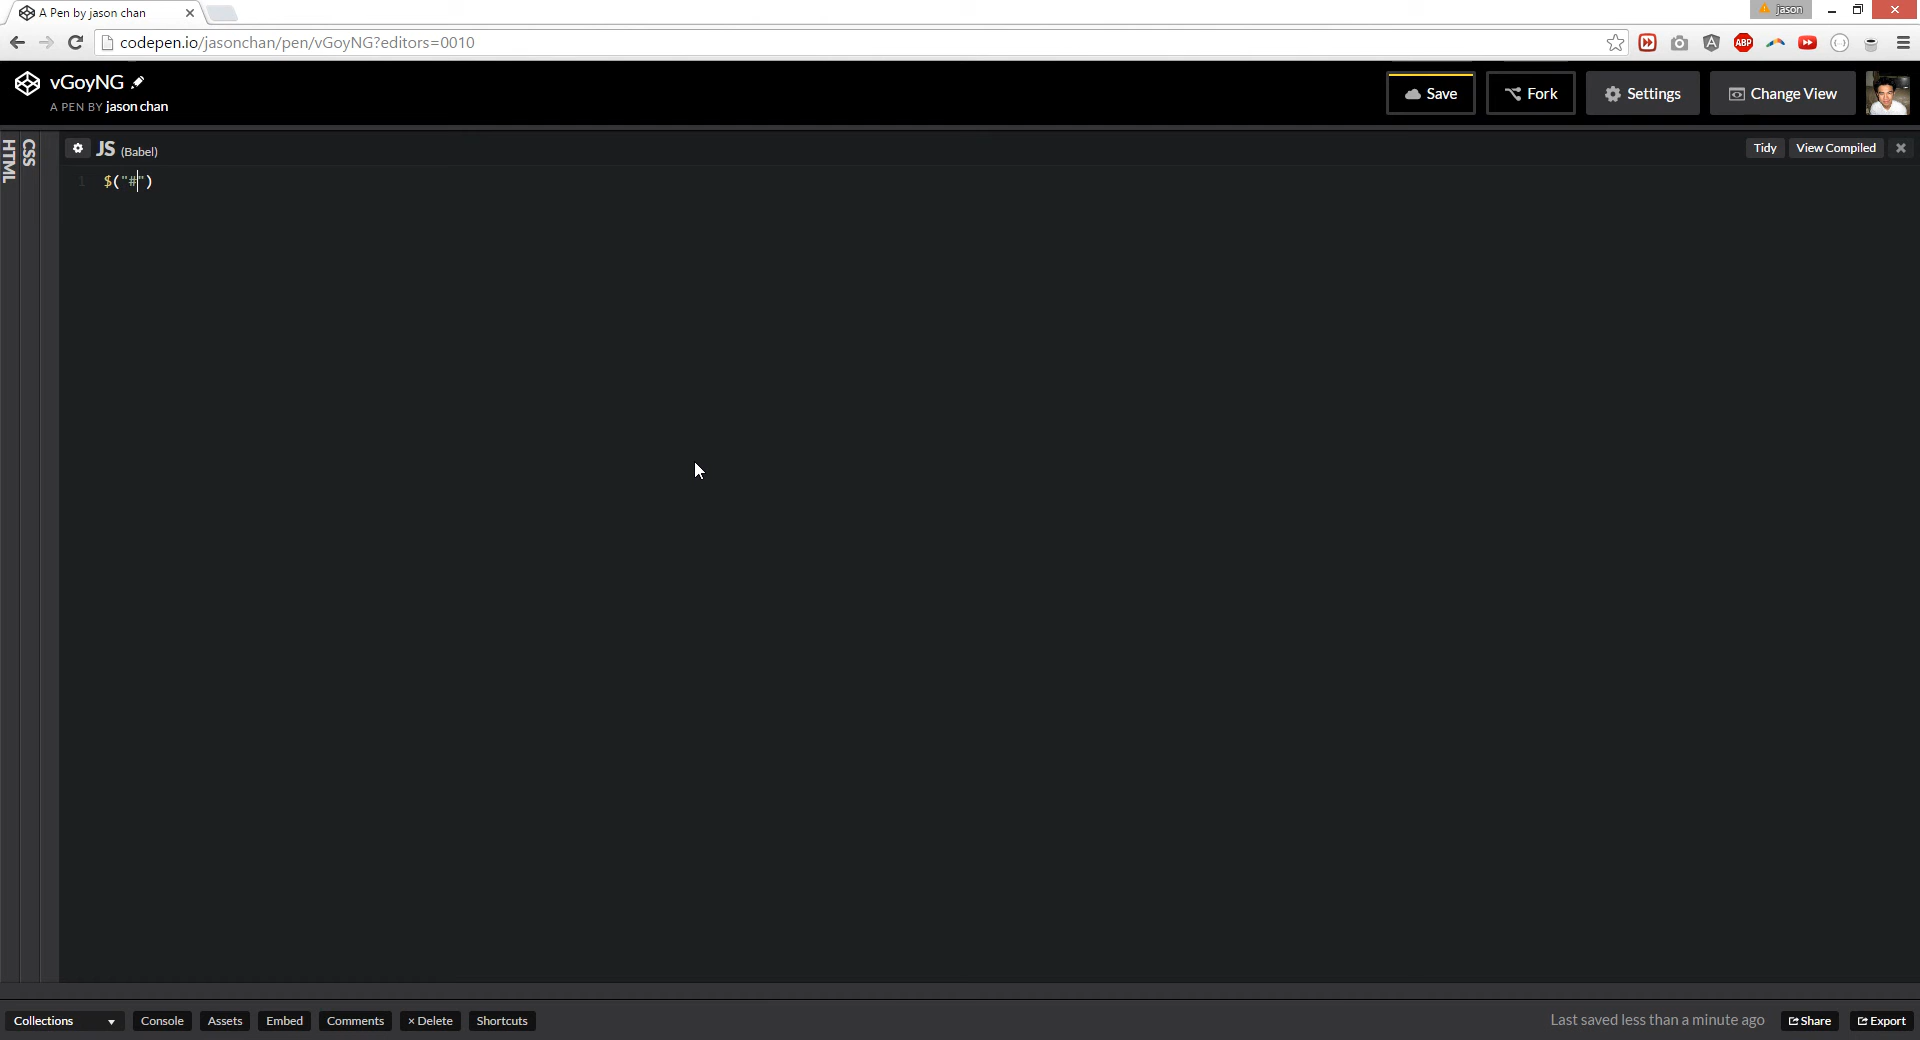 A Pen by jason chan
jason
codepen.io/jasonchan/pen/vGoyNG?editors=0010
ABP
vGoyNG
A PEN BY jason chan
Save
Fork
Settings
Change View
HTML
CSS
JS (Babel)
Tidy
View Compiled
1 $("#")
Collections
Console
Assets
Embed
Comments
× Delete
Shortcuts
Last saved less than a minute ago
Share
Export